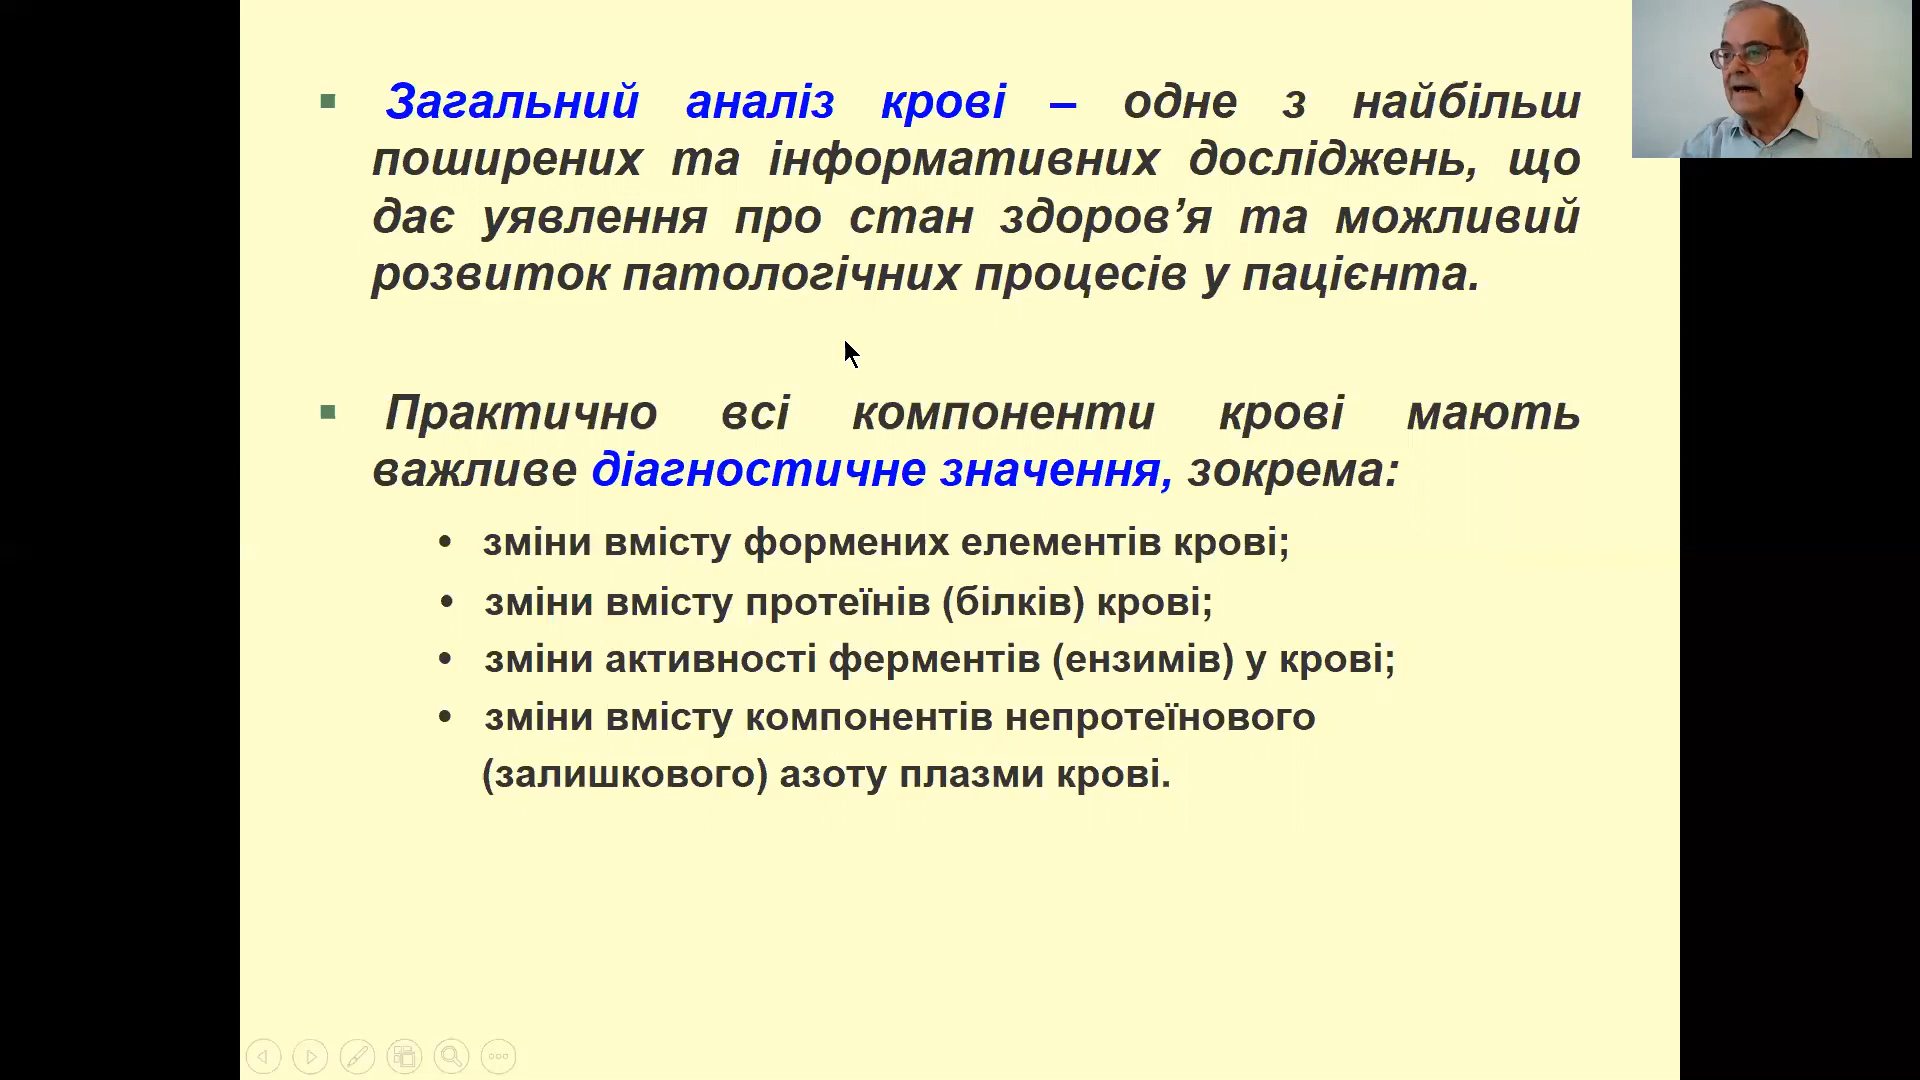 Загальний аналіз крові – одне з найбільш
поширених та інформативних досліджень, що
дає уявлення про стан здоров’я та можливий
розвиток патологічних процесів у пацієнта.
Практично всі компоненти крові мають
важливе діагностичне значення, зокрема:
• зміни вмісту формених елементів крові;
• зміни вмісту протеїнів (білків) крові;
• зміни активності ферментів (ензимів) у крові;
• зміни вмісту компонентів непротеїнового
(залишкового) азоту плазми крові.